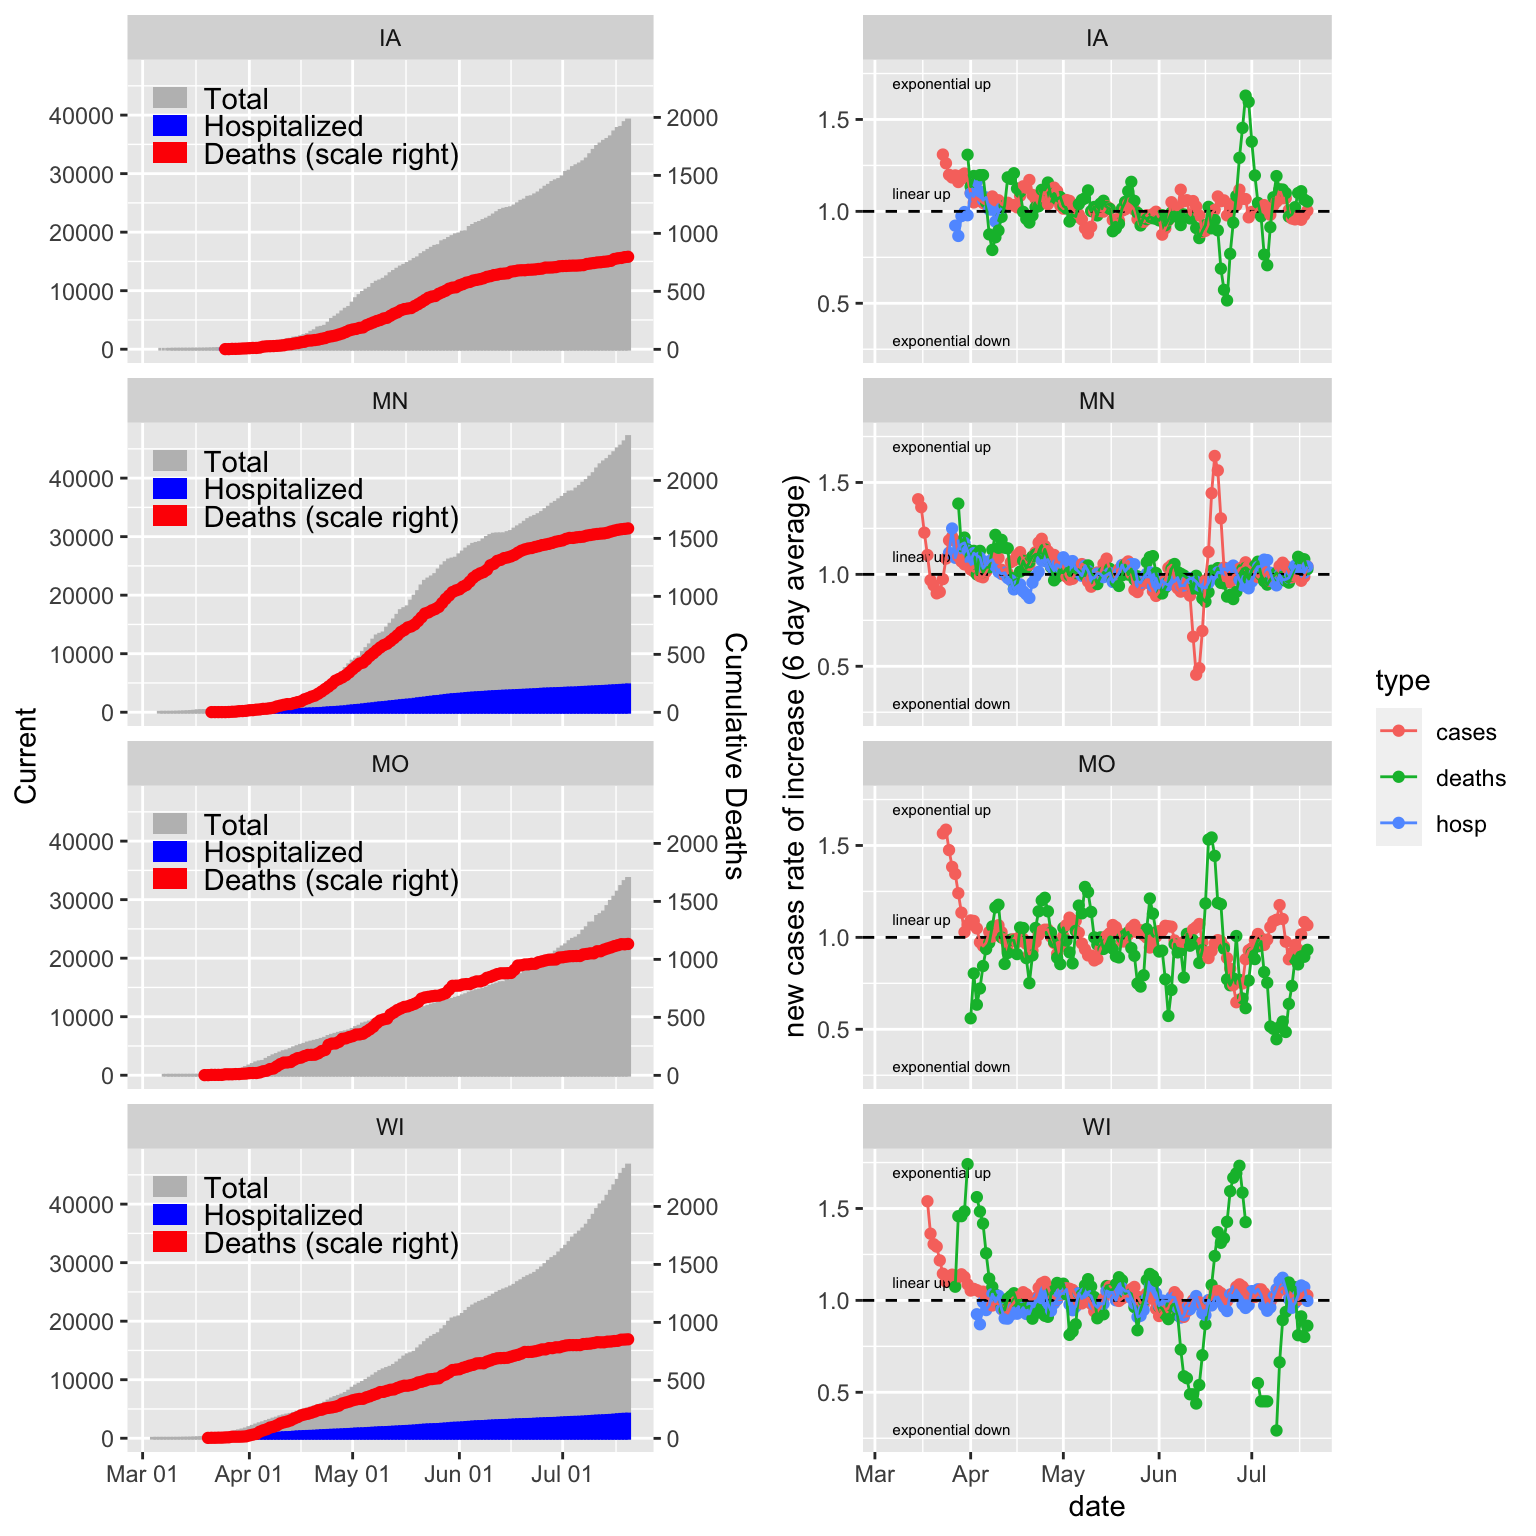 IA
Total
Hospitalized
Deaths (scale right)
40000
30000
20000
10000
0
2000
1500
1000
500
0
MN
Total
Hospitalized
Deaths (scale right)
40000
30000
20000
10000
0
2000
1500
1000
500
0
MO
Total
Hospitalized
Deaths (scale right)
40000
30000
20000
10000
0
2000
1500
1000
500
0
WI
Total
Hospitalized
Deaths (scale right)
40000
30000
20000
10000
0
2000
1500
1000
500
0
Mar 01 Apr 01 May 01 Jun 01 Jul 01
Current
Cumulative Deaths
IA
exponential up
linear up
exponential down
1.5
1.0
0.5
MN
exponential up
linear up
exponential down
1.5
1.0
0.5
MO
exponential up
linear up
exponential down
1.5
1.0
0.5
WI
exponential up
linear up
exponential down
1.5
1.0
0.5
Mar Apr May Jun Jul
date
new cases rate of increase (6 day average)
type
cases
deaths
hosp